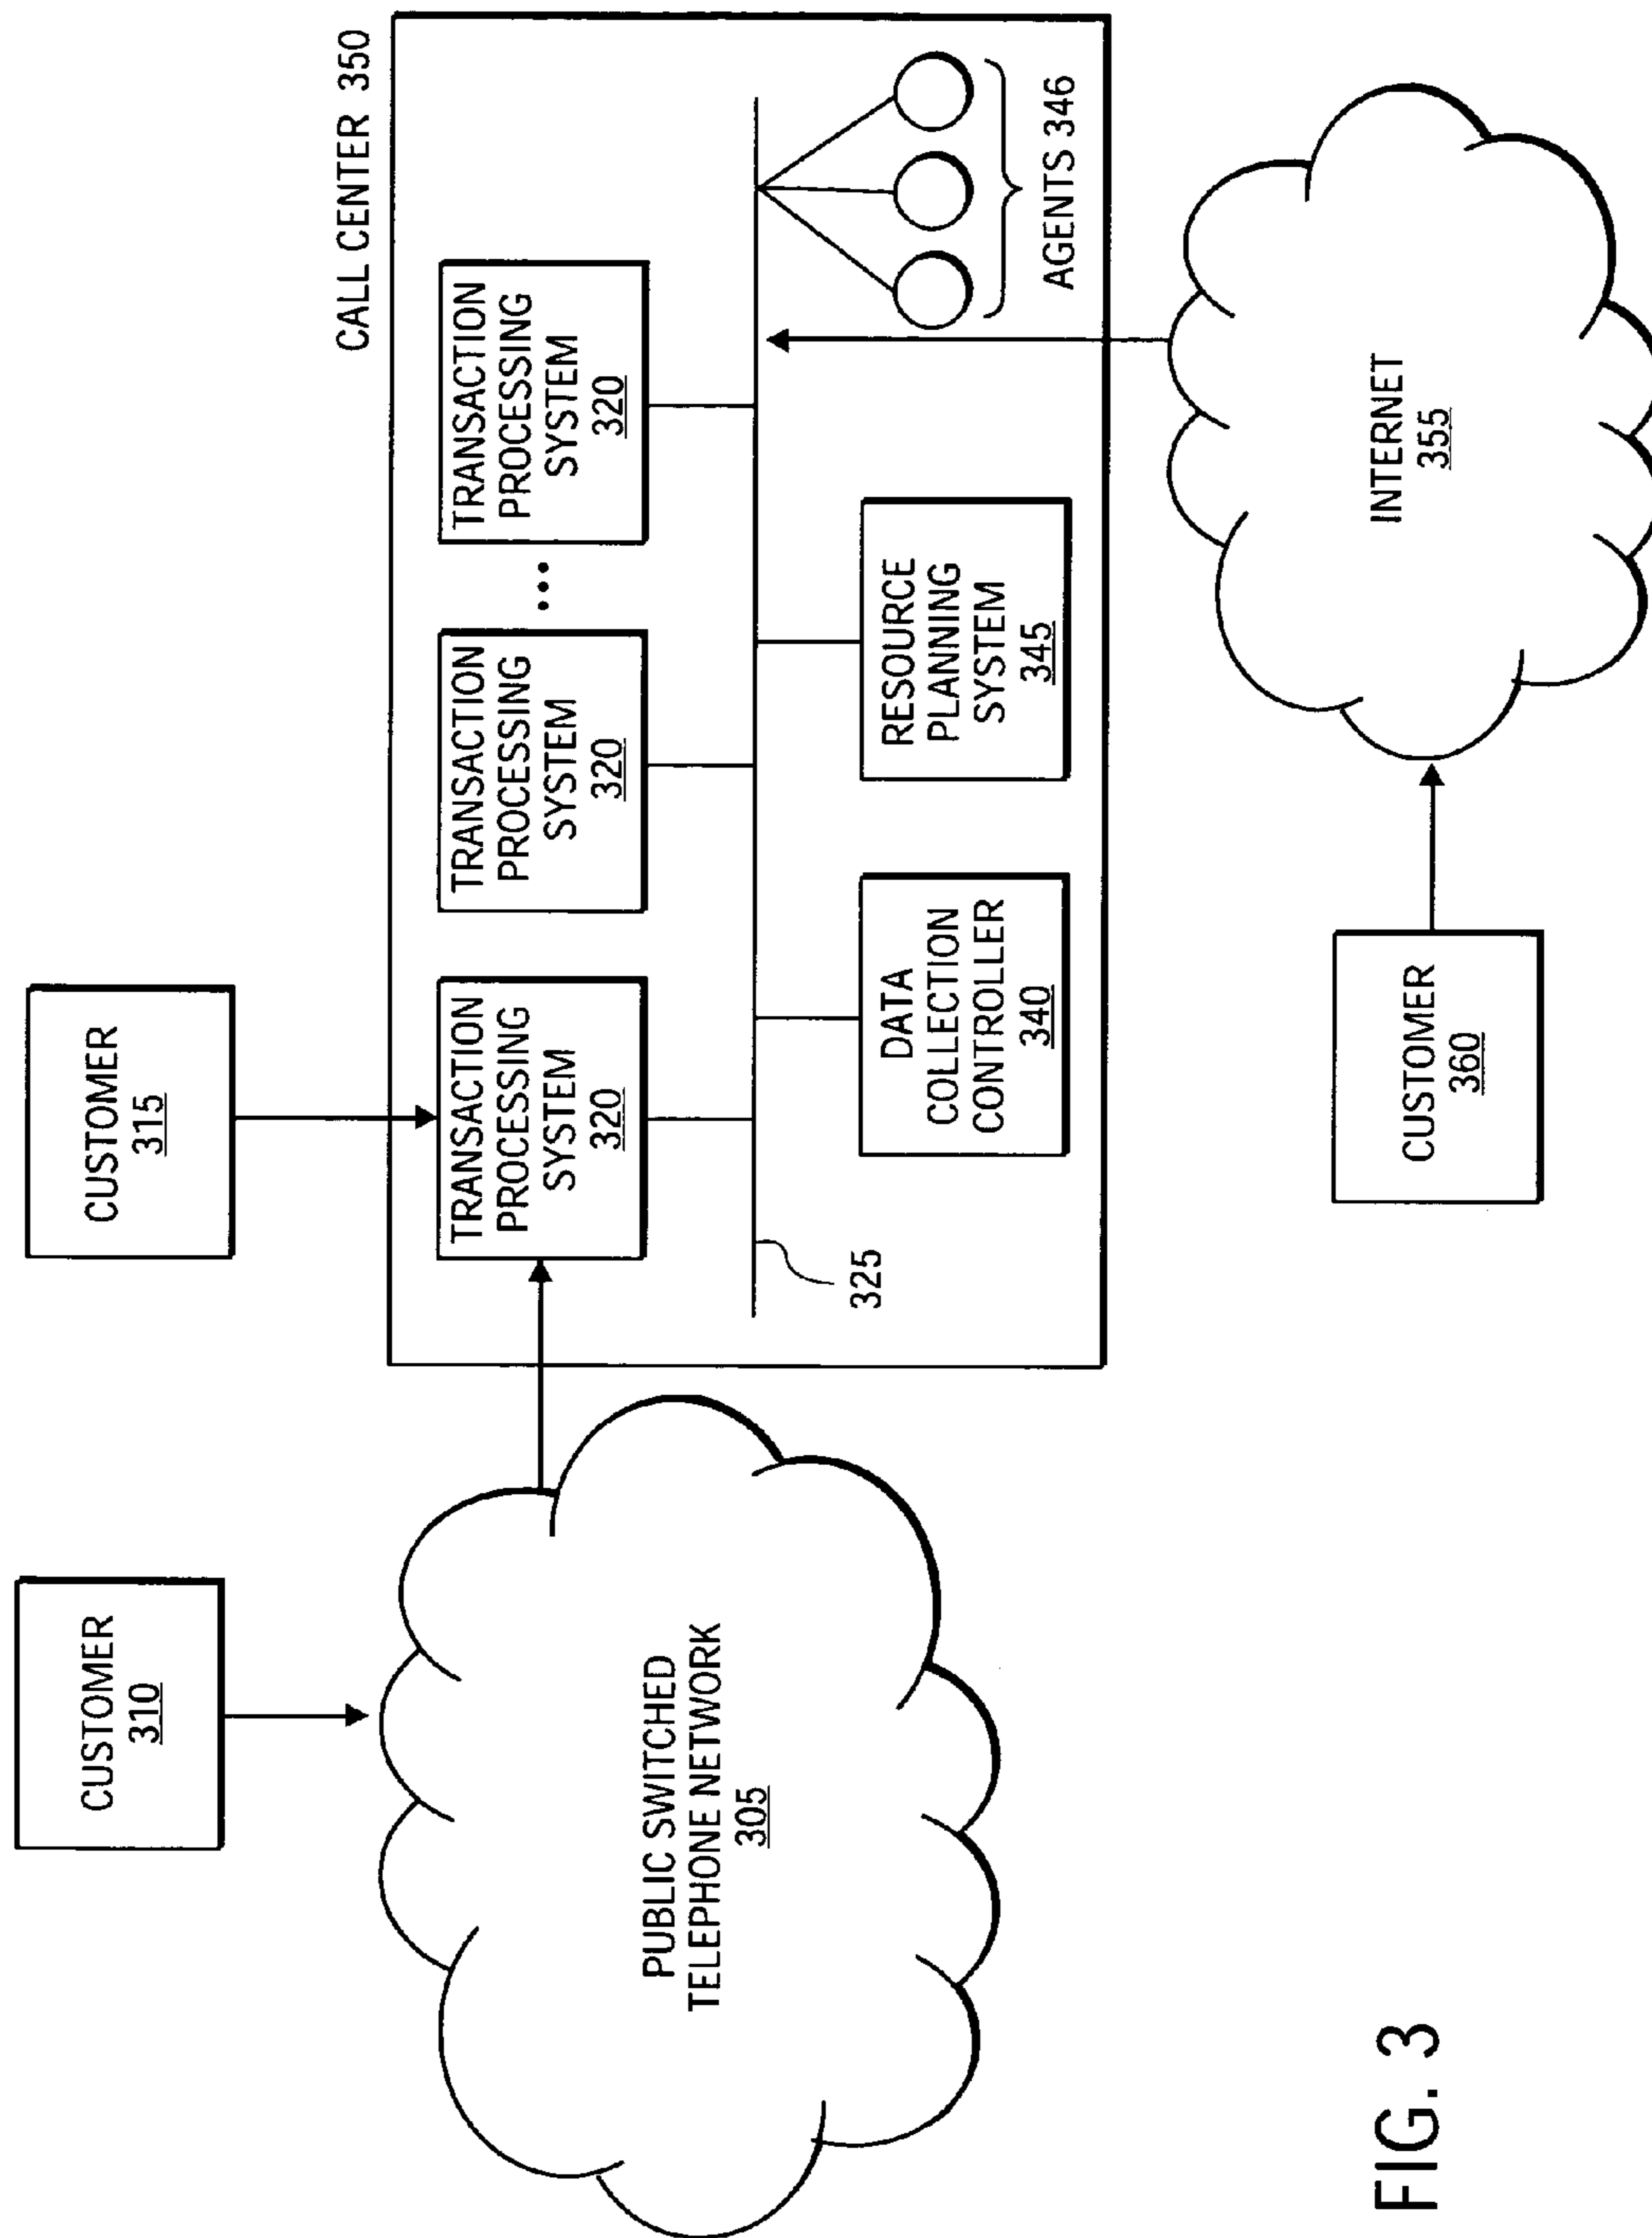 CUSTOMER
310
CUSTOMER
315
CALL CENTER 350
PUBLIC SWITCHED
TELEPHONE NETWORK
305
TRANSACTION
PROCESSING
SYSTEM
320
TRANSACTION
PROCESSING
SYSTEM
320
...
TRANSACTION
PROCESSING
SYSTEM
320
325
DATA
COLLECTION
CONTROLLER
340
RESOURCE
PLANNING
SYSTEM
345
AGENTS 346
CUSTOMER
360
INTERNET
355
FIG. 3